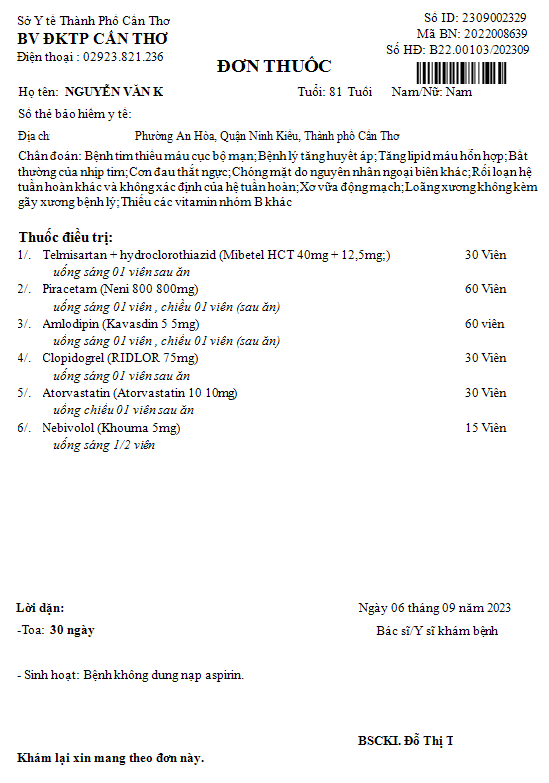 Sở Y tế Thành Phố Cần Thơ
BV ĐKTP CẦN THƠ
Điện thoại : 02923.821.236
Số ID: 2309002329
Mã BN: 2022008639
Số HĐ: B22.00103/202309
ĐƠN THUỐC
Họ tên: NGUYỄN VĂN K Tuổi: 81 Tuổi Nam/Nữ: Nam
Số thẻ bảo hiểm y tế:
Địa ch Phường An Hòa, Quận Ninh Kiều, Thành phố Cần Thơ
Chẩn đoán: Bệnh tim thiếu máu cục bộ mạn;Bệnh lý tăng huyết áp;Tăng lipid máu hỗn hợp;Bất
thường của nhịp tim;Cơn đau thắt ngực;Chóng mặt do nguyên nhân ngoại biên khác;Rối loạn hệ
tuần hoàn khác và không xác định của hệ tuần hoàn;Xơ vữa động mạch;Loãng xương không kèm
gãy xương bệnh lý;Thiếu các vitamin nhóm B khác
Thuốc điều trị:
1/. Telmisartan + hydroclorothiazid (Mibetel HCT 40mg + 12,5mg;) 30 Viên
uống sáng 01 viên sau ăn
2/. Piracetam (Neni 800 800mg) 60 Viên
uống sáng 01 viên , chiều 01 viên (sau ăn)
3/. Amlodipin (Kavasdin 5 5mg) 60 viên
uống sáng 01 viên , chiều 01 viên (sau ăn)
4/. Clopidogrel (RIDLOR 75mg) 30 Viên
uống sáng 01 viên sau ăn
5/. Atorvastatin (Atorvastatin 10 10mg) 30 Viên
uống chiều 01 viên sau ăn
6/. Nebivolol (Khouma 5mg) 15 Viên
uống sáng 1/2 viên
Lời dặn:
Ngày 06 tháng 09 năm 2023
-Toa: 30 ngày
Bác sĩ/Y sĩ khám bệnh
- Sinh hoạt: Bệnh không dung nạp aspirin.
BSCKI. Đỗ Thị T
Khám lại xin mang theo đơn này.